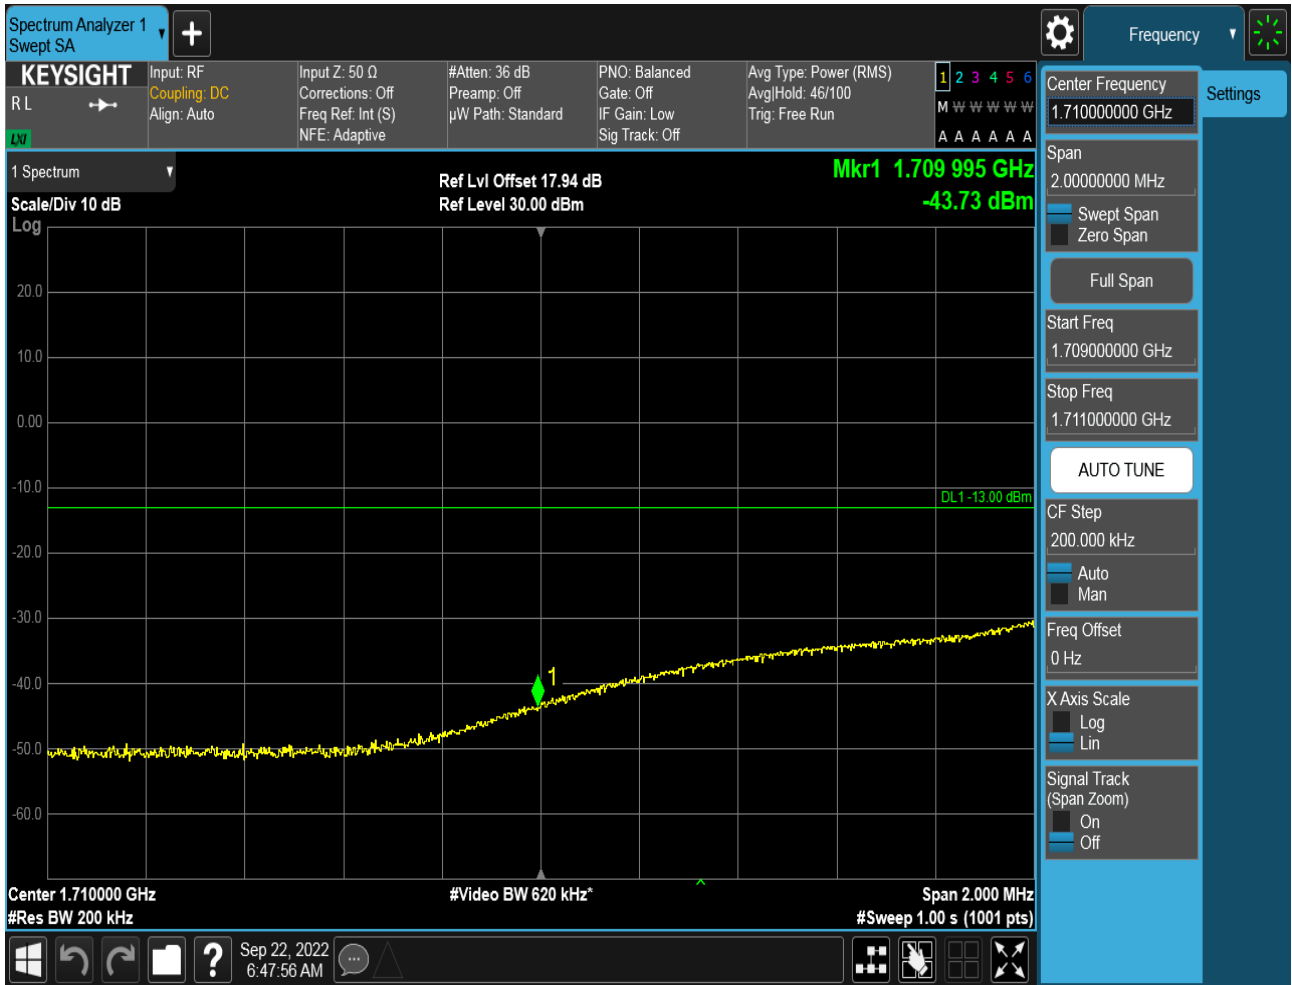 Spectrum Analyzer 1
Swept SA
Frequency
KEYSIGHT
R L
LXI
Input: RF
Coupling: DC
Align: Auto
Input Z: 50 Ω
Corrections: Off
Freq Ref: Int (S)
NFE: Adaptive
#Atten: 36 dB
Preamp: Off
µW Path: Standard
PNO: Balanced
Gate: Off
IF Gain: Low
Sig Track: Off
Avg Type: Power (RMS)
Avg|Hold: 46/100
Trig: Free Run
1 2 3 4 5 6
M W W W W W
A A A A A A
1 Spectrum
Scale/Div 10 dB
Log
Ref Lvl Offset 17.94 dB
Ref Level 30.00 dBm
Mkr1 1.709 995 GHz
-43.73 dBm
20.0
10.0
0.00
-10.0
-20.0
-30.0
-40.0
-50.0
-60.0
DL1 -13.00 dBm
1
Center 1.710000 GHz
#Res BW 200 kHz
#Video BW 620 kHz*
Span 2.000 MHz
#Sweep 1.00 s (1001 pts)
Sep 22, 2022
6:47:56 AM
Center Frequency
1.710000000 GHz
Settings
Span
2.00000000 MHz
Swept Span
Zero Span
Full Span
Start Freq
1.709000000 GHz
Stop Freq
1.711000000 GHz
AUTO TUNE
CF Step
200.000 kHz
Auto
Man
Freq Offset
0 Hz
X Axis Scale
Log
Lin
Signal Track
(Span Zoom)
On
Off